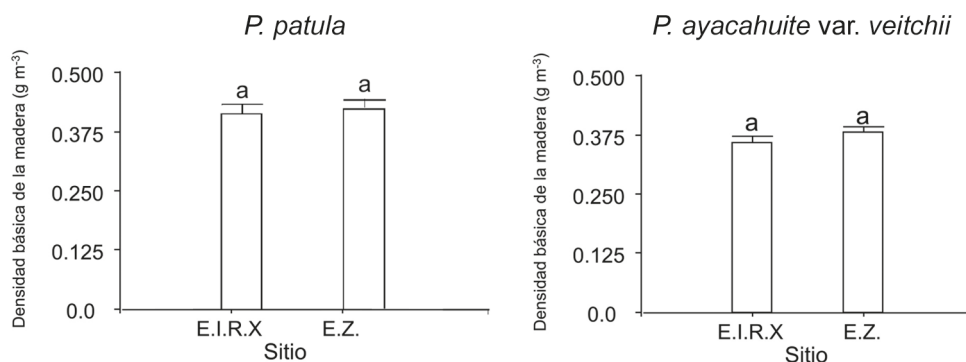 P. patula
Densidad básica de la madera (g m⁻³)
0.500
0.375
0.250
0.125
0.0
a
a
E.I.R.X
E.Z.
Sitio
P. ayacahuite var. veitchii
Densidad básica de la madera (g m⁻³)
0.500
0.375
0.250
0.125
0.0
a
a
E.I.R.X
E.Z.
Sitio